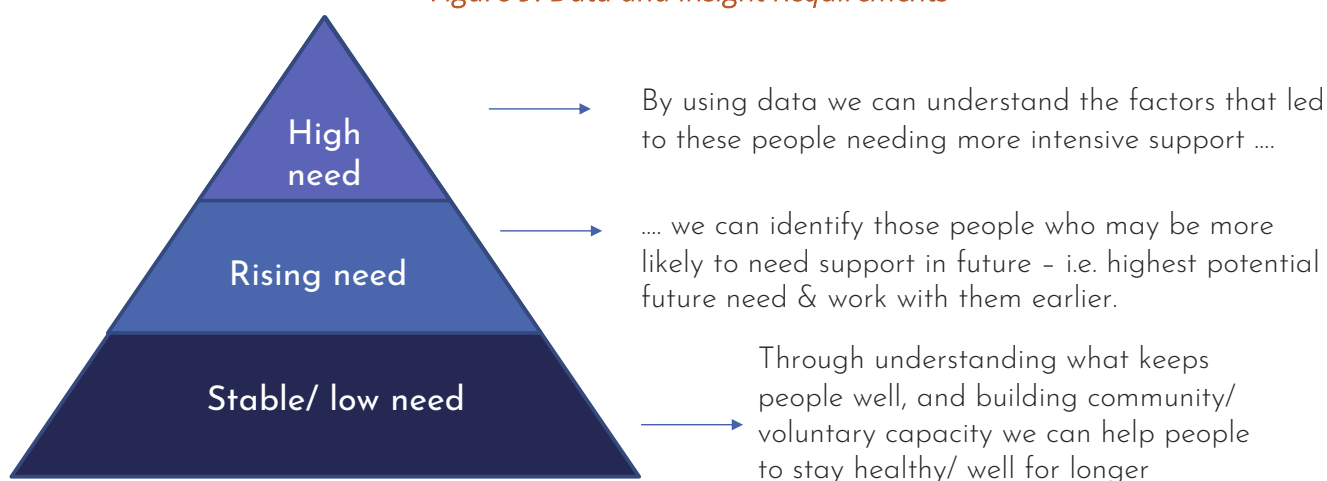 High
need
By using data we can understand the factors that led
to these people needing more intensive support ....
Rising need
.... we can identify those people who may be more
likely to need support in future – i.e. highest potential
future need & work with them earlier.
Stable/ low need
Through understanding what keeps
people well, and building community/
voluntary capacity we can help people
to stay healthy/ well for longer